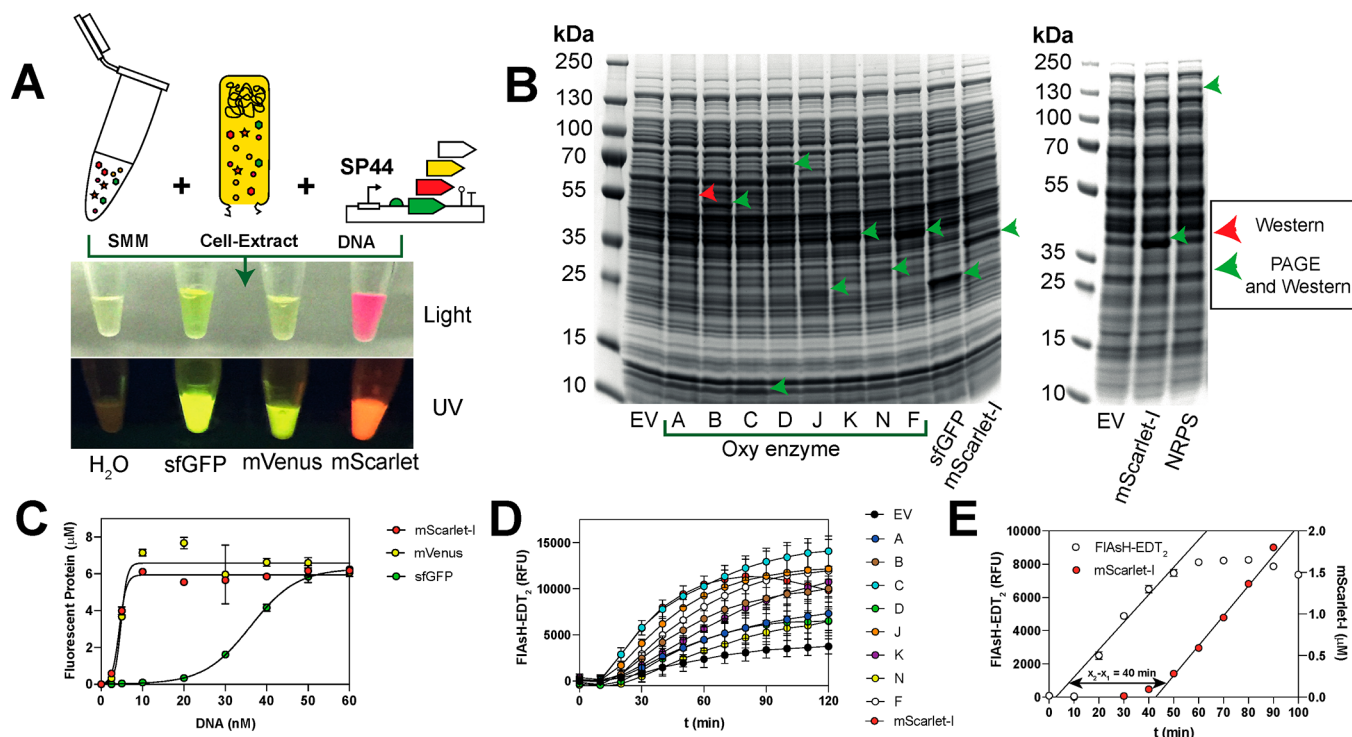 A
SP44
SMM
Cell-Extract
DNA
Light
UV
H2O
sfGFP
mVenus
mScarlet
B
kDa
250
130
100
70
55
35
25
15
10
EV
A
B
C
D
J
K
N
F
sfGFP
mScarlet-I
Oxy enzyme
kDa
250
130
100
70
55
35
25
15
10
EV
mScarlet-I
NRPS
Western
PAGE
and Western
C
Fluorescent Protein (μM)
8
6
4
2
0
0 10 20 30 40 50 60
DNA (nM)
mScarlet-I
mVenus
sfGFP
D
FlAsH-EDT2 (RFU)
15000
10000
5000
0
0 30 60 90 120
t (min)
EV
A
B
C
D
J
K
N
F
mScarlet-I
E
FlAsH-EDT2 (RFU)
10000
8000
6000
4000
2000
0
FlAsH-EDT2
mScarlet-I
x2-x1 = 40 min
0 10 20 30 40 50 60 70 80 90 100
t (min)
2.0
1.5
1.0
0.5
0.0
mScarlet-I (μM)